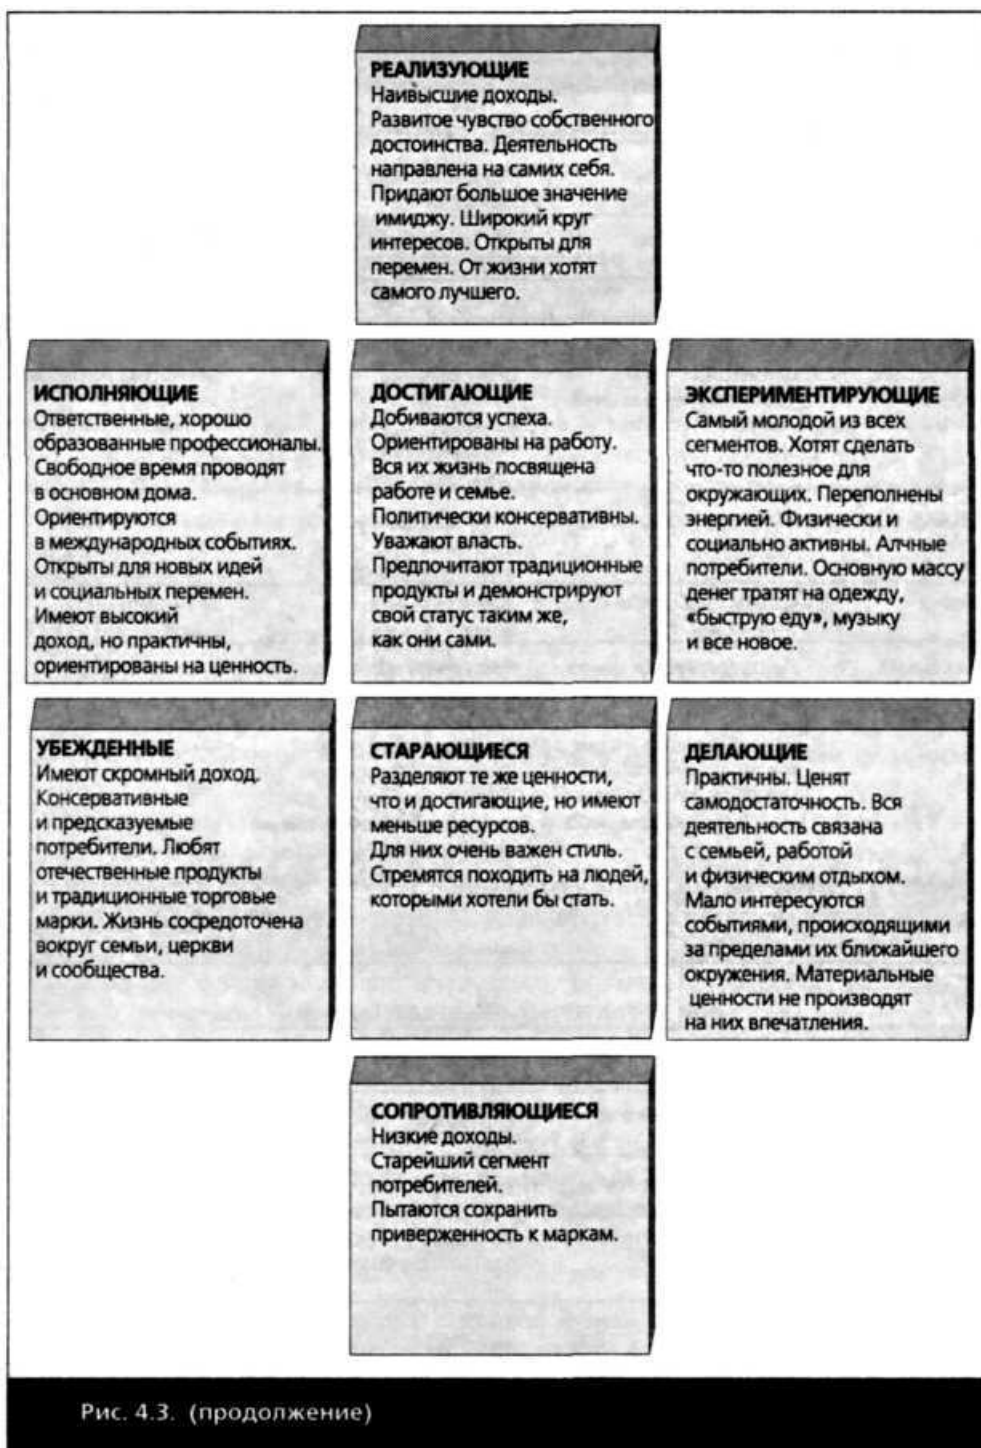 РЕАЛИЗУЮЩИЕ
Наивысшие доходы.
Развитое чувство собственного
достоинства. Деятельность
направлена на самих себя.
Придают большое значение
имиджу. Широкий круг
интересов. Открыты для
перемен. От жизни хотят
самого лучшего.
ИСПОЛНЯЮЩИЕ
Ответственные, хорошо
образованные профессионалы.
Свободное время проводят
в основном дома.
Ориентируются
в международных событиях.
Открыты для новых идей
и социальных перемен.
Имеют высокий
доход, но практичны,
ориентированы на ценность.
ДОСТИГАЮЩИЕ
Добиваются успеха.
Ориентированы на работу.
Вся их жизнь посвящена
работе и семье.
Политически консервативны.
Уважают власть.
Предпочитают традиционные
продукты и демонстрируют
свой статус таким же,
как они сами.
ЭКСПЕРИМЕНТИРУЮЩИЕ
Самый молодой из всех
сегментов. Хотят сделать
что-то полезное для
окружающих. Переполнены
энергией. Физически и
социально активны. Алчные
потребители. Основную массу
денег тратят на одежду,
«быструю еду», музыку
и все новое.
УБЕЖДЕННЫЕ
Имеют скромный доход.
Консервативные
и предсказуемые
потребители. Любят
отечественные продукты
и традиционные торговые
марки. Жизнь сосредоточена
вокруг семьи, церкви
и сообщества.
СТАРАЮЩИЕСЯ
Разделяют те же ценности,
что и достигающие, но имеют
меньше ресурсов.
Для них очень важен стиль.
Стремятся походить на людей,
которыми хотели бы стать.
ДЕЛАЮЩИЕ
Практичны. Ценят
самодостаточность. Вся
деятельность связана
с семьей, работой
и физическим отдыхом.
Мало интересуются
событиями, происходящими
за пределами их ближайшего
окружения. Материальные
ценности не производят
на них впечатления.
СОПРОТИВЛЯЮЩИЕСЯ
Низкие доходы.
Старейший сегмент
потребителей.
Пытаются сохранить
приверженность к маркам.
Рис. 4.3. (продолжение)